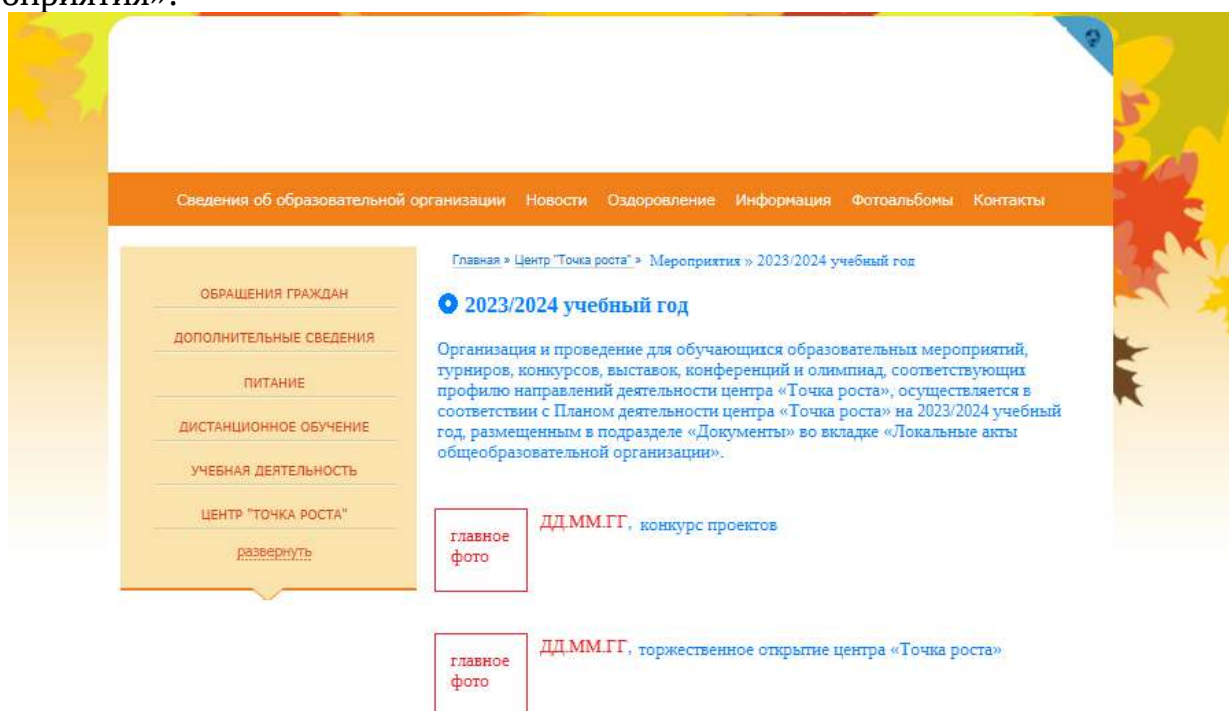 оприятия».
Сведения об образовательной организации Новости Оздоровление Информация Фотоальбомы Контакты
Главная » Центр "Точка роста" » Мероприятия » 2023/2024 учебный год
ОБРАЩЕНИЯ ГРАЖДАН
ДОПОЛНИТЕЛЬНЫЕ СВЕДЕНИЯ
ПИТАНИЕ
ДИСТАНЦИОННОЕ ОБУЧЕНИЕ
УЧЕБНАЯ ДЕЯТЕЛЬНОСТЬ
ЦЕНТР "ТОЧКА РОСТА"
развернуть
2023/2024 учебный год
Организация и проведение для обучающихся образовательных мероприятий,
турниров, конкурсов, выставок, конференций и олимпиад, соответствующих
профилю направлений деятельности центра «Точка роста», осуществляется в
соответствии с Планом деятельности центра «Точка роста» на 2023/2024 учебный
год, размещенным в подразделе «Документы» во вкладке «Локальные акты
общеобразовательной организации».
главное
фото
ДД.ММ.ГГ, конкурс проектов
главное
фото
ДД.ММ.ГГ, торжественное открытие центра «Точка роста»